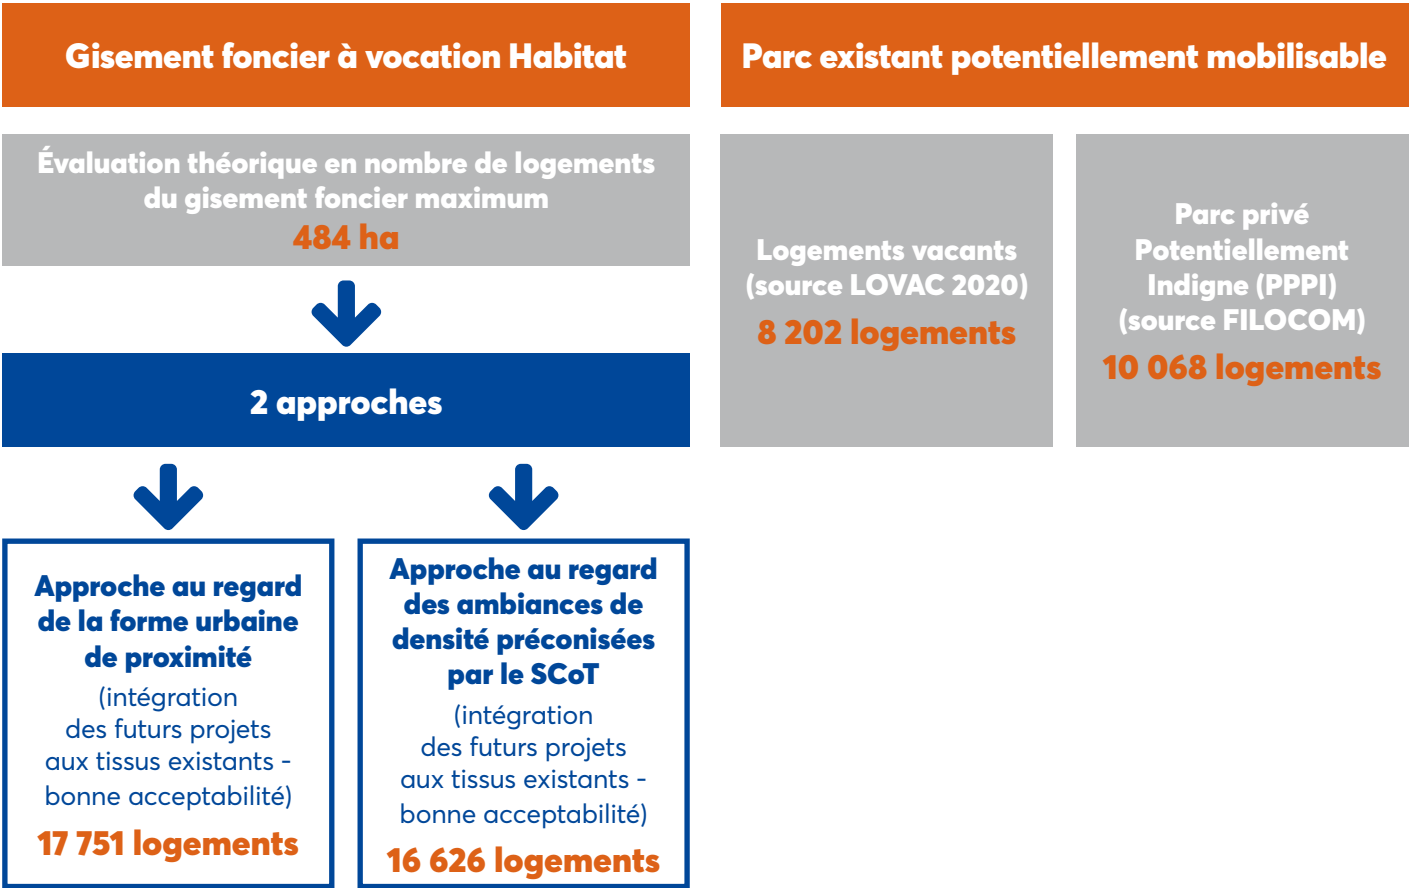 Gisement foncier à vocation Habitat
Évaluation théorique en nombre de logements
du gisement foncier maximum
484 ha
2 approches
Approche au regard
de la forme urbaine
de proximité
(intégration
des futurs projets
aux tissus existants -
bonne acceptabilité)
17 751 logements
Approche au regard
des ambiances de
densité préconisées
par le SCoT
(intégration
des futurs projets
aux tissus existants -
bonne acceptabilité)
16 626 logements
Parc existant potentiellement mobilisable
Logements vacants
(source LOVAC 2020)
8 202 logements
Parc privé
Potentiellement
Indigne (PPPI)
(source FILOCOM)
10 068 logements